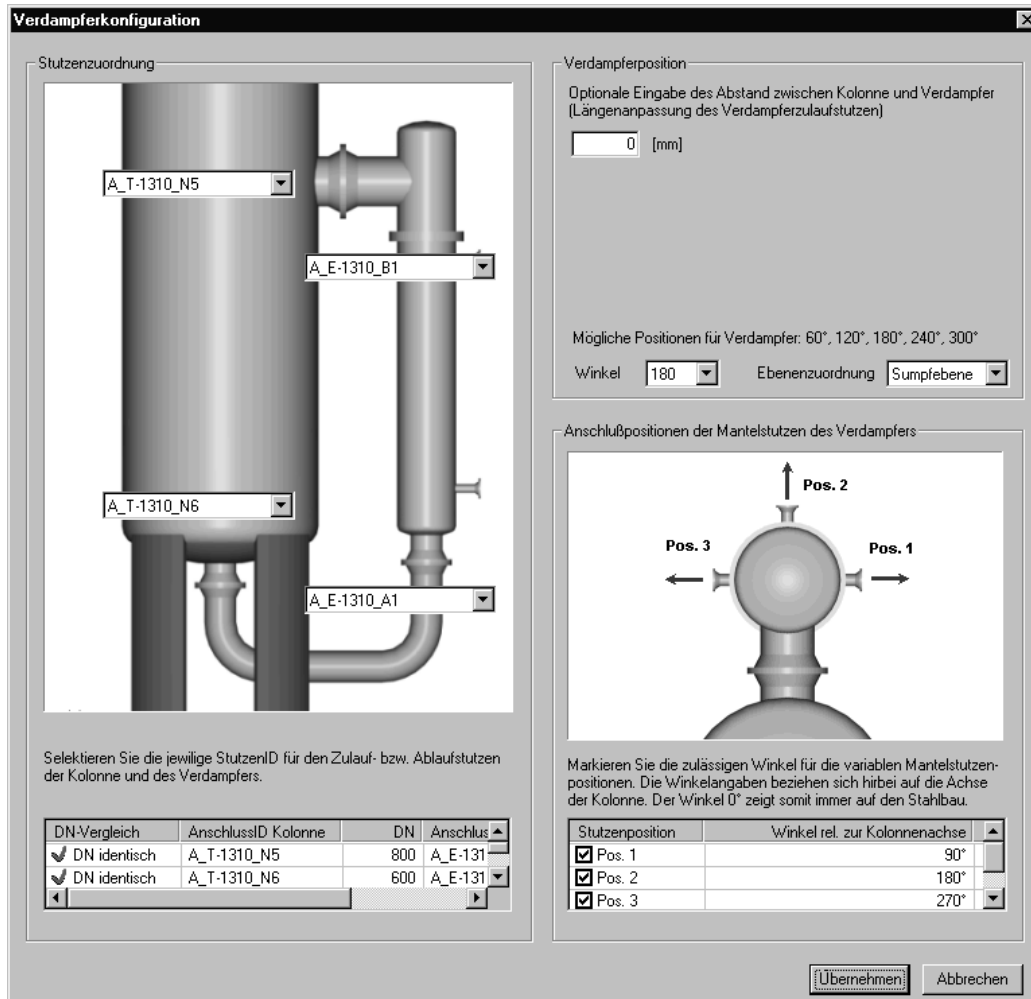 Verdampferkonfiguration
Stutzenzuordnung
A_T-1310_N5
A_E-1310_B1
A_T-1310_N6
A_E-1310_A1
Selektieren Sie die jewilige StutzenID für den Zulauf- bzw. Ablaufstutzen
der Kolonne und des Verdampfers.
DN-Vergleich AnschlussID Kolonne DN Anschlus
DN identisch A_T-1310_N5 800 A_E-131
DN identisch A_T-1310_N6 600 A_E-131
Verdampferposition
Optionale Eingabe des Abstand zwischen Kolonne und Verdampfer
(Längenanpassung des Verdampferzulaufstutzen)
0 [mm]
Mögliche Positionen für Verdampfer: 60°, 120°, 180°, 240°, 300°
Winkel 180 Ebenenzuordnung Sumpfebene
Anschlußpositionen der Mantelstutzen des Verdampfers
Pos. 2
Pos. 3 Pos. 1
Markieren Sie die zulässigen Winkel für die variablen Mantelstutzen-
positionen. Die Winkelangaben beziehen sich hirbei auf die Achse
der Kolonne. Der Winkel 0° zeigt somit immer auf den Stahlbau.
Stutzenposition Winkel rel. zur Kolonnenachse
Pos. 1 90°
Pos. 2 180°
Pos. 3 270°
Übernehmen Abbrechen